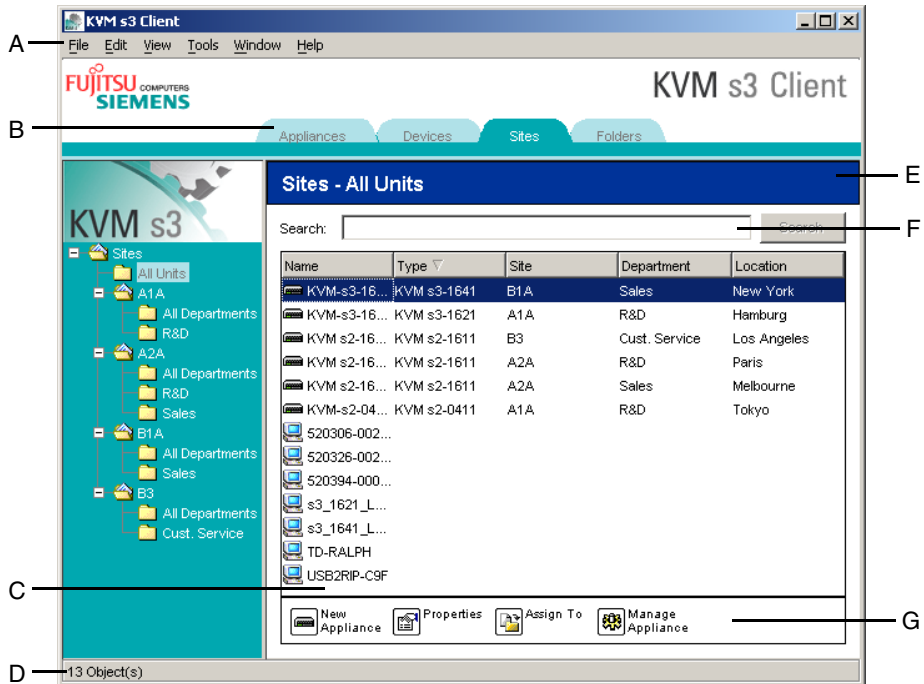 KVM s3 Client
A
File Edit View Tools Window Help
FUJITSU COMPUTERS
SIEMENS
KVM s3 Client
B
Appliances Devices Sites Folders
E
Sites - All Units
KVM s3
F
Search: Search
Sites
All Units
A1A
All Departments
R&D
A2A
All Departments
R&D
Sales
B1A
All Departments
Sales
B3
All Departments
Cust. Service
Name Type Site Department Location
KVM-s3-16... KVM s3-1641 B1A Sales New York
KVM-s3-16... KVM s3-1621 A1A R&D Hamburg
KVM s2-16... KVM s2-1611 B3 Cust. Service Los Angeles
KVM s2-16... KVM s2-1611 A2A R&D Paris
KVM s2-16... KVM s2-1611 A2A Sales Melbourne
KVM-s2-04... KVM s2-0411 A1A R&D Tokyo
520306-002...
520326-002...
520394-000...
s3_1621_L...
s3_1641_L...
TD-RALPH
USB2RIP-C9F
C
New Appliance
Properties
Assign To
Manage Appliance
G
D
13 Object(s)